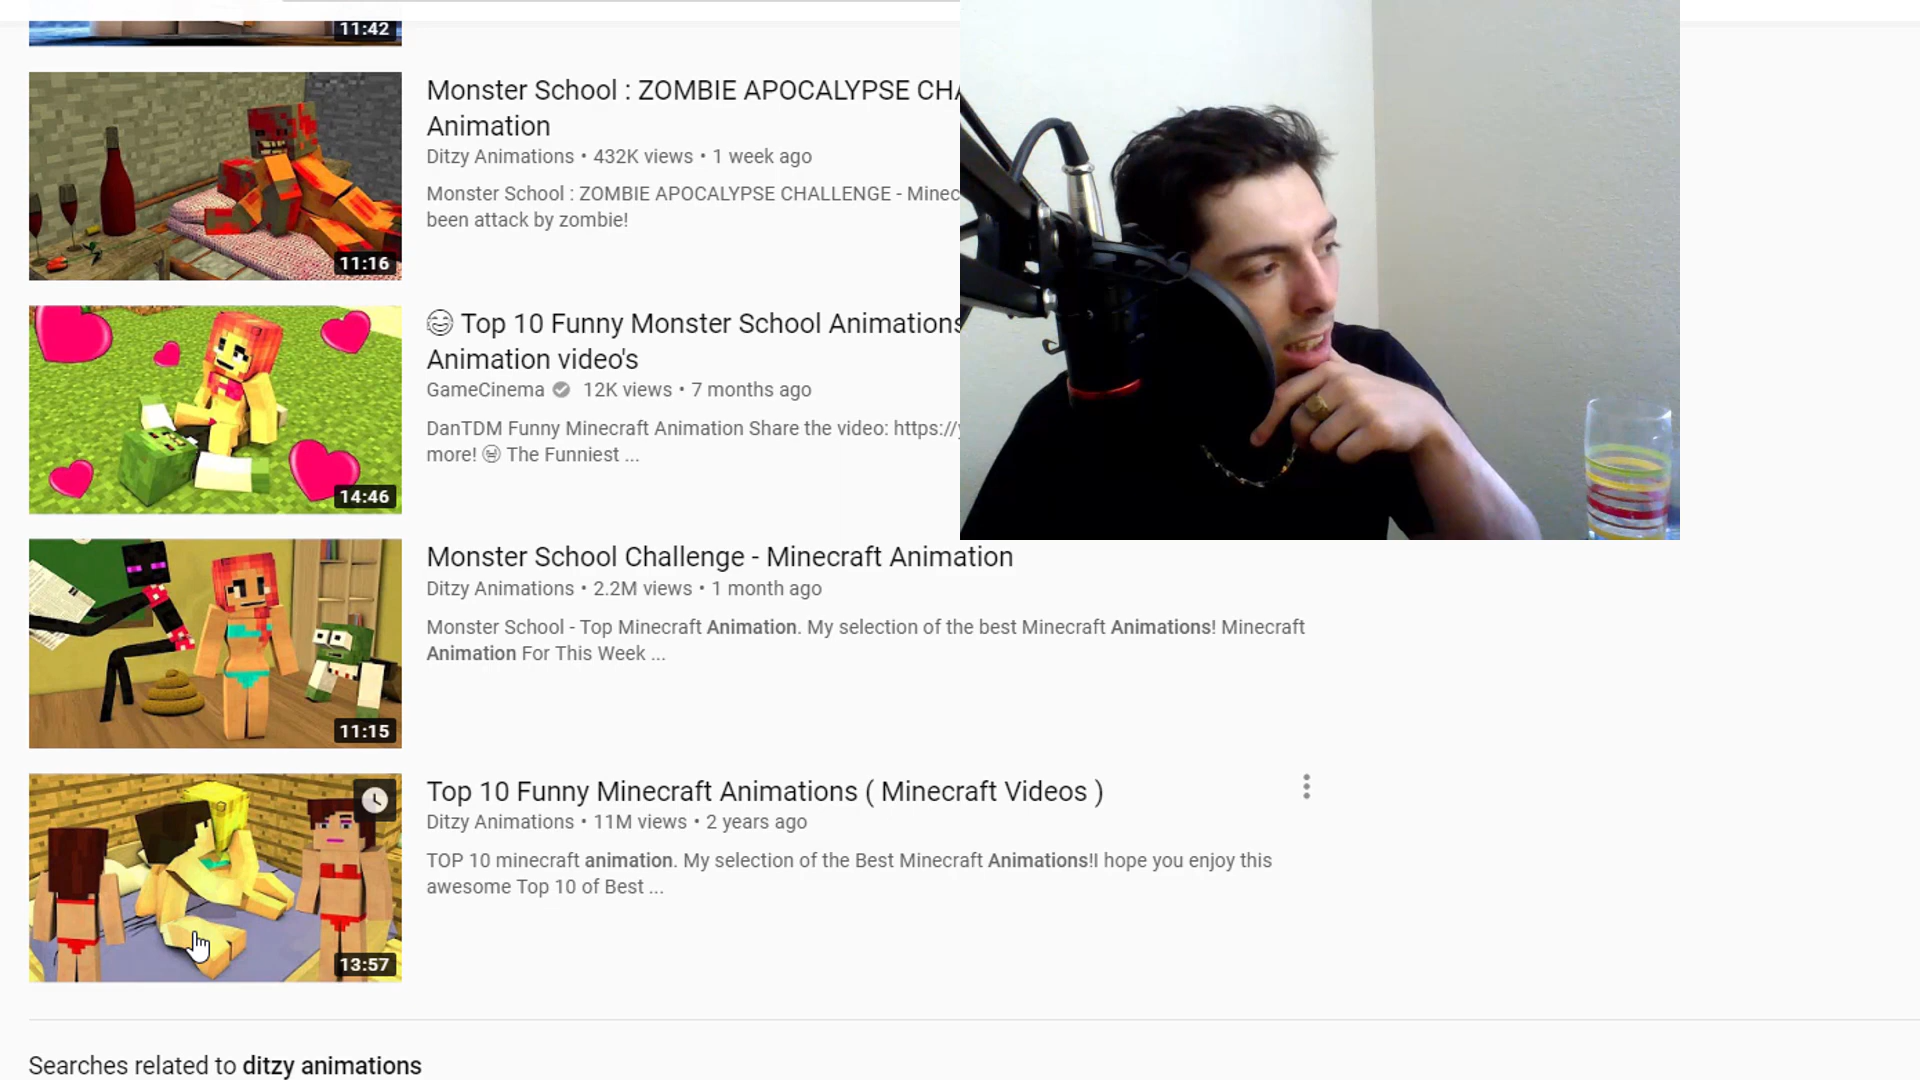 11:42
Monster School : ZOMBIE APOCALYPSE CHA
Animation
Ditzy Animations • 432K views • 1 week ago
Monster School : ZOMBIE APOCALYPSE CHALLENGE - Minec
been attack by zombie!
11:16
😄 Top 10 Funny Monster School Animations
Animation video's
GameCinema 12K views • 7 months ago
DanTDM Funny Minecraft Animation Share the video: https://y
more! 😆 The Funniest ...
14:46
Monster School Challenge - Minecraft Animation
Ditzy Animations • 2.2M views • 1 month ago
Monster School - Top Minecraft Animation. My selection of the best Minecraft Animations! Minecraft
Animation For This Week ...
11:15
Top 10 Funny Minecraft Animations ( Minecraft Videos )
Ditzy Animations • 11M views • 2 years ago
TOP 10 minecraft animation. My selection of the Best Minecraft Animations!I hope you enjoy this
awesome Top 10 of Best ...
13:57
Searches related to ditzy animations